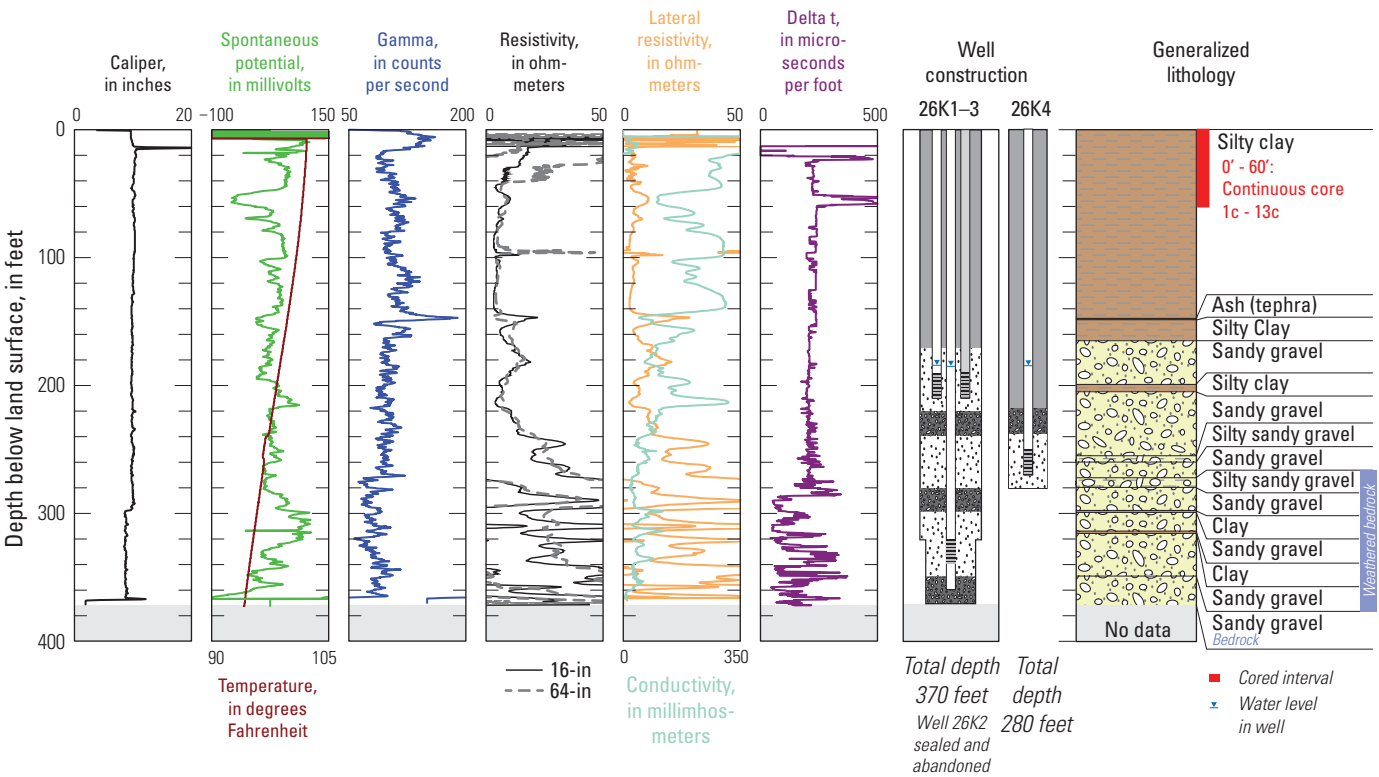 Caliper,
in inches
Spontaneous
potential,
in millivolts
Gamma,
in counts
per second
Resistivity,
in ohm-
meters
Lateral
resistivity,
in ohm-
meters
Delta t,
in micro-
seconds
per foot
Well
construction
Generalized
lithology
26K1–3
26K4
0 20
−100 150
50 200
0 50
0 50
0 500
Depth below land surface, in feet
0
100
200
300
400
Silty clay
0' - 60':
Continuous core
1c - 13c
Ash (tephra)
Silty Clay
Sandy gravel
Silty clay
Sandy gravel
Silty sandy gravel
Sandy gravel
Silty sandy gravel
Sandy gravel
Clay
Sandy gravel
Clay
Sandy gravel
Sandy gravel
Bedrock
Weathered bedrock
No data
90 105
Temperature,
in degrees
Fahrenheit
16-in
64-in
0 350
Conductivity,
in millimhos-
meters
Total depth
370 feet
Well 26K2
sealed and
abandoned
Total
depth
280 feet
Cored interval
Water level
in well